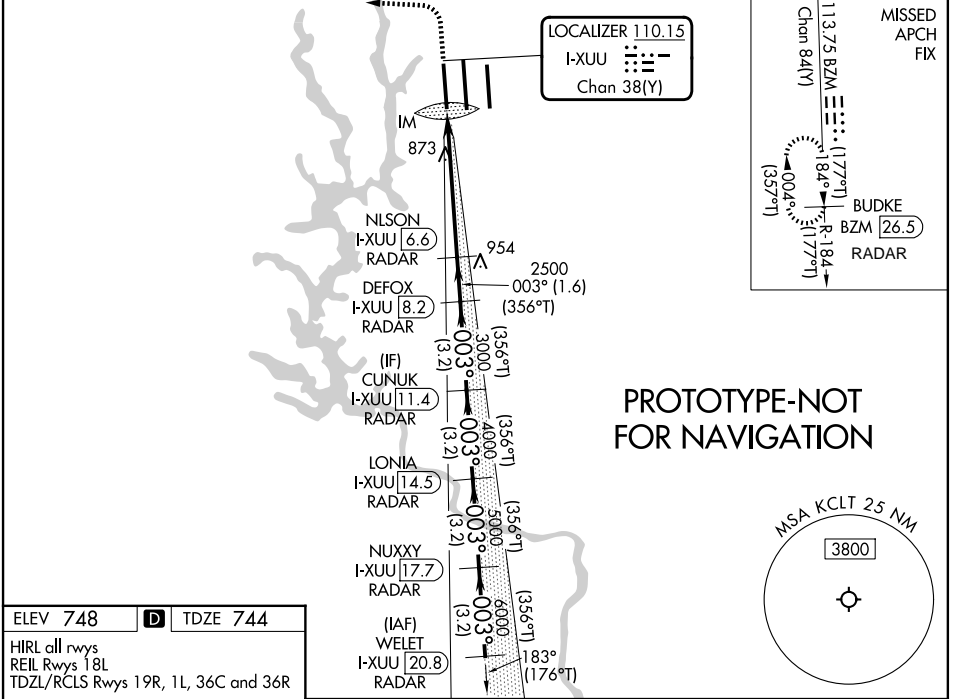 LOCALIZER 110.15
I-XUU
Chan 38(Y)
113.75 BZM
Chan 84(Y)
MISSED
APCH
FIX
184°
(177°T)
004°
(357°T)
BUDKE
BZM 26.5
RADAR
R-184
(177°T)
IM
873
NLSON
I-XUU 6.6
RADAR
954
2500
003° (1.6)
(356°T)
DEFOX
I-XUU 8.2
RADAR
003°
3000
(356°T)
(3.2)
(IF)
CUNUK
I-XUU 11.4
RADAR
003°
4000
(356°T)
(3.2)
LONIA
I-XUU 14.5
RADAR
003°
5000
(356°T)
(3.2)
NUXXY
I-XUU 17.7
RADAR
003°
6000
(356°T)
(3.2)
(IAF)
WELET
I-XUU 20.8
RADAR
183°
(176°T)
PROTOTYPE-NOT
FOR NAVIGATION
MSA KCLT 25 NM
3800
ELEV 748 D TDZE 744
HIRL all rwys
REIL Rwys 18L
TDZL/RCLS Rwys 19R, 1L, 36C and 36R